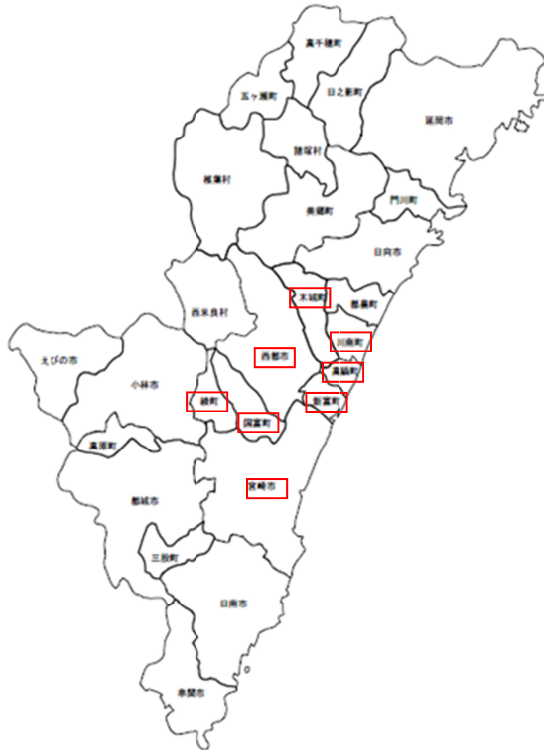 高千穂町
日之影町
五ヶ瀬町
延岡市
諸塚村
椎葉村
門川町
美郷町
日向市
木城町
都農町
西米良村
川南町
西都市
えびの市
高鍋町
小林市
綾町
新富町
国富町
高原町
宮崎市
都城市
三股町
日南市
串間市